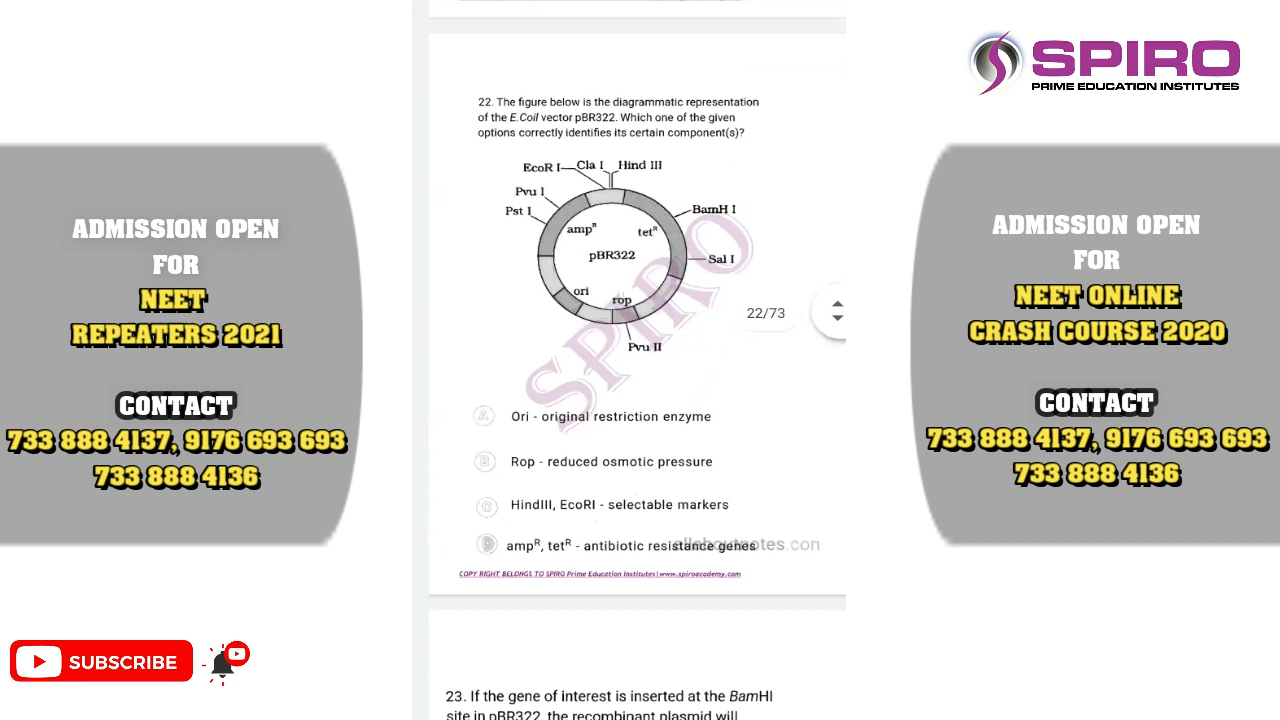 SPIRO
PRIME EDUCATION INSTITUTES
ADMISSION OPEN
FOR
NEET
REPEATERS 2021
CONTACT
733 888 4137, 9176 693 693
733 888 4136
SUBSCRIBE
22. The figure below is the diagrammatic representation
of the E.Coil vector pBR322. Which one of the given
options correctly identifies its certain component(s)?
EcoR I Cla I Hind III
Pvu I
Pst I
BamH I
ampᴿ
tetᴿ
pBR322
Sal I
ori
rop
Pvu II
SPIRO
22/73
A Ori - original restriction enzyme
B Rop - reduced osmotic pressure
C HindIII, EcoRI - selectable markers
D ampᴿ, tetᴿ - antibiotic resistance genes
COPY RIGHT BELONGS TO SPIRO Prime Education Institutes|www.spiroacademy.com
23. If the gene of interest is inserted at the BamHI
site in pBR322, the recombinant plasmid will
ADMISSION OPEN
FOR
NEET ONLINE
CRASH COURSE 2020
CONTACT
733 888 4137, 9176 693 693
733 888 4136